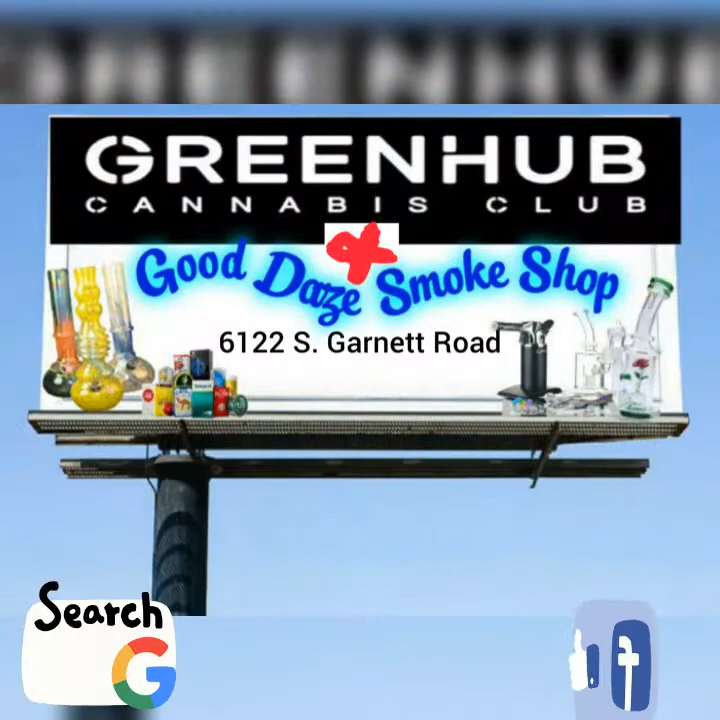 GREENHUB
CANNABIS CLUB
&
Good Daze Smoke Shop
6122 S. Garnett Road
Search
G
f